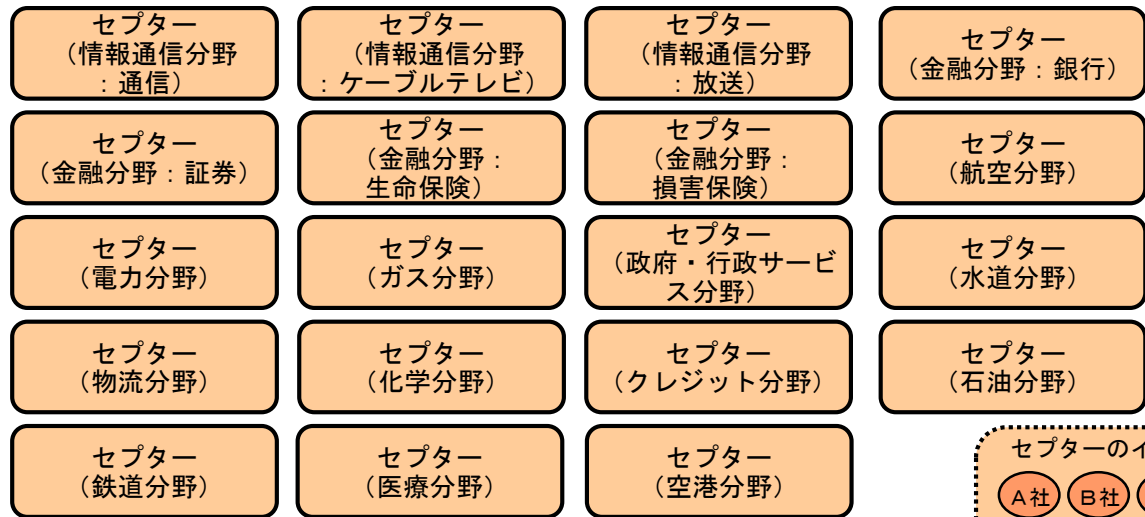 セプター
（情報通信分野
：通信）
セプター
（情報通信分野
：ケーブルテレビ）
セプター
（情報通信分野
：放送）
セプター
（金融分野：銀行）
セプター
（金融分野：証券）
セプター
（金融分野：
生命保険）
セプター
（金融分野：
損害保険）
セプター
（航空分野）
セプター
（電力分野）
セプター
（ガス分野）
セプター
（政府・行政サービ
ス分野）
セプター
（水道分野）
セプター
（物流分野）
セプター
（化学分野）
セプター
（クレジット分野）
セプター
（石油分野）
セプター
（鉄道分野）
セプター
（医療分野）
セプター
（空港分野）
セプターのイ
A社 B社